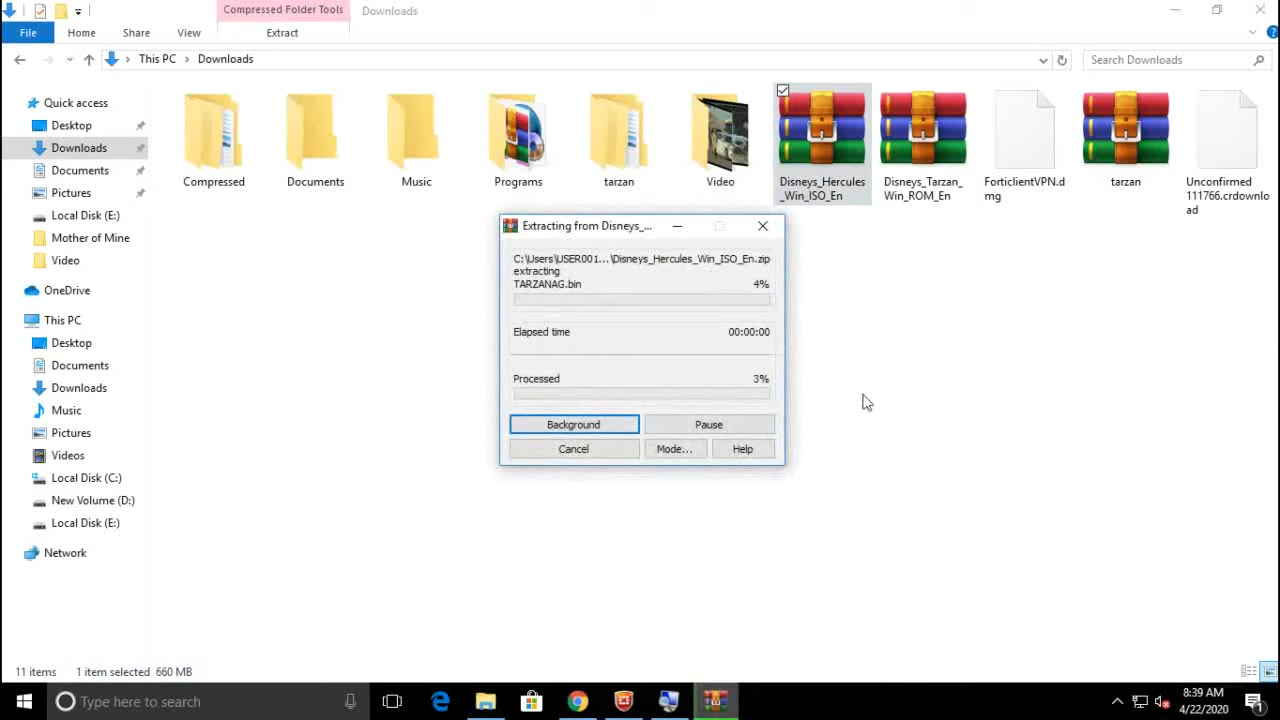 Compressed Folder Tools
Downloads
File
Home
Share
View
Extract
This PC
Downloads
Search Downloads
Quick access
Desktop
Downloads
Documents
Pictures
Local Disk (E:)
Mother of Mine
Video
OneDrive
This PC
Desktop
Documents
Downloads
Music
Pictures
Videos
Local Disk (C:)
New Volume (D:)
Local Disk (E:)
Network
Compressed
Documents
Music
Programs
tarzan
Video
Disneys_Hercules
_Win_ISO_En
Disneys_Tarzan_
Win_ROM_En
ForticlientVPN.d
mg
tarzan
Unconfirmed
111766.crdownlo
ad
Extracting from Disneys_...
C:\Users\USER001...\Disneys_Hercules_Win_ISO_En.zip
extracting
TARZANAG.bin 4%
Elapsed time 00:00:00
Processed 3%
Background
Pause
Cancel
Mode...
Help
11 items 1 item selected 660 MB
Type here to search
8:39 AM
4/22/2020
1